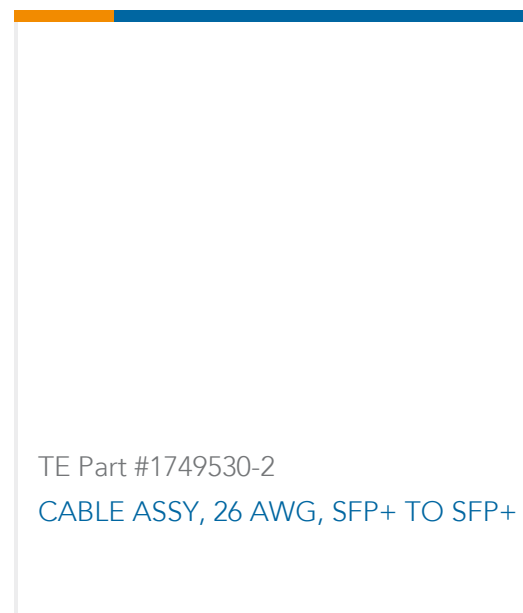 TE Part #1749530-2
CABLE ASSY, 26 AWG, SFP+ TO SFP+